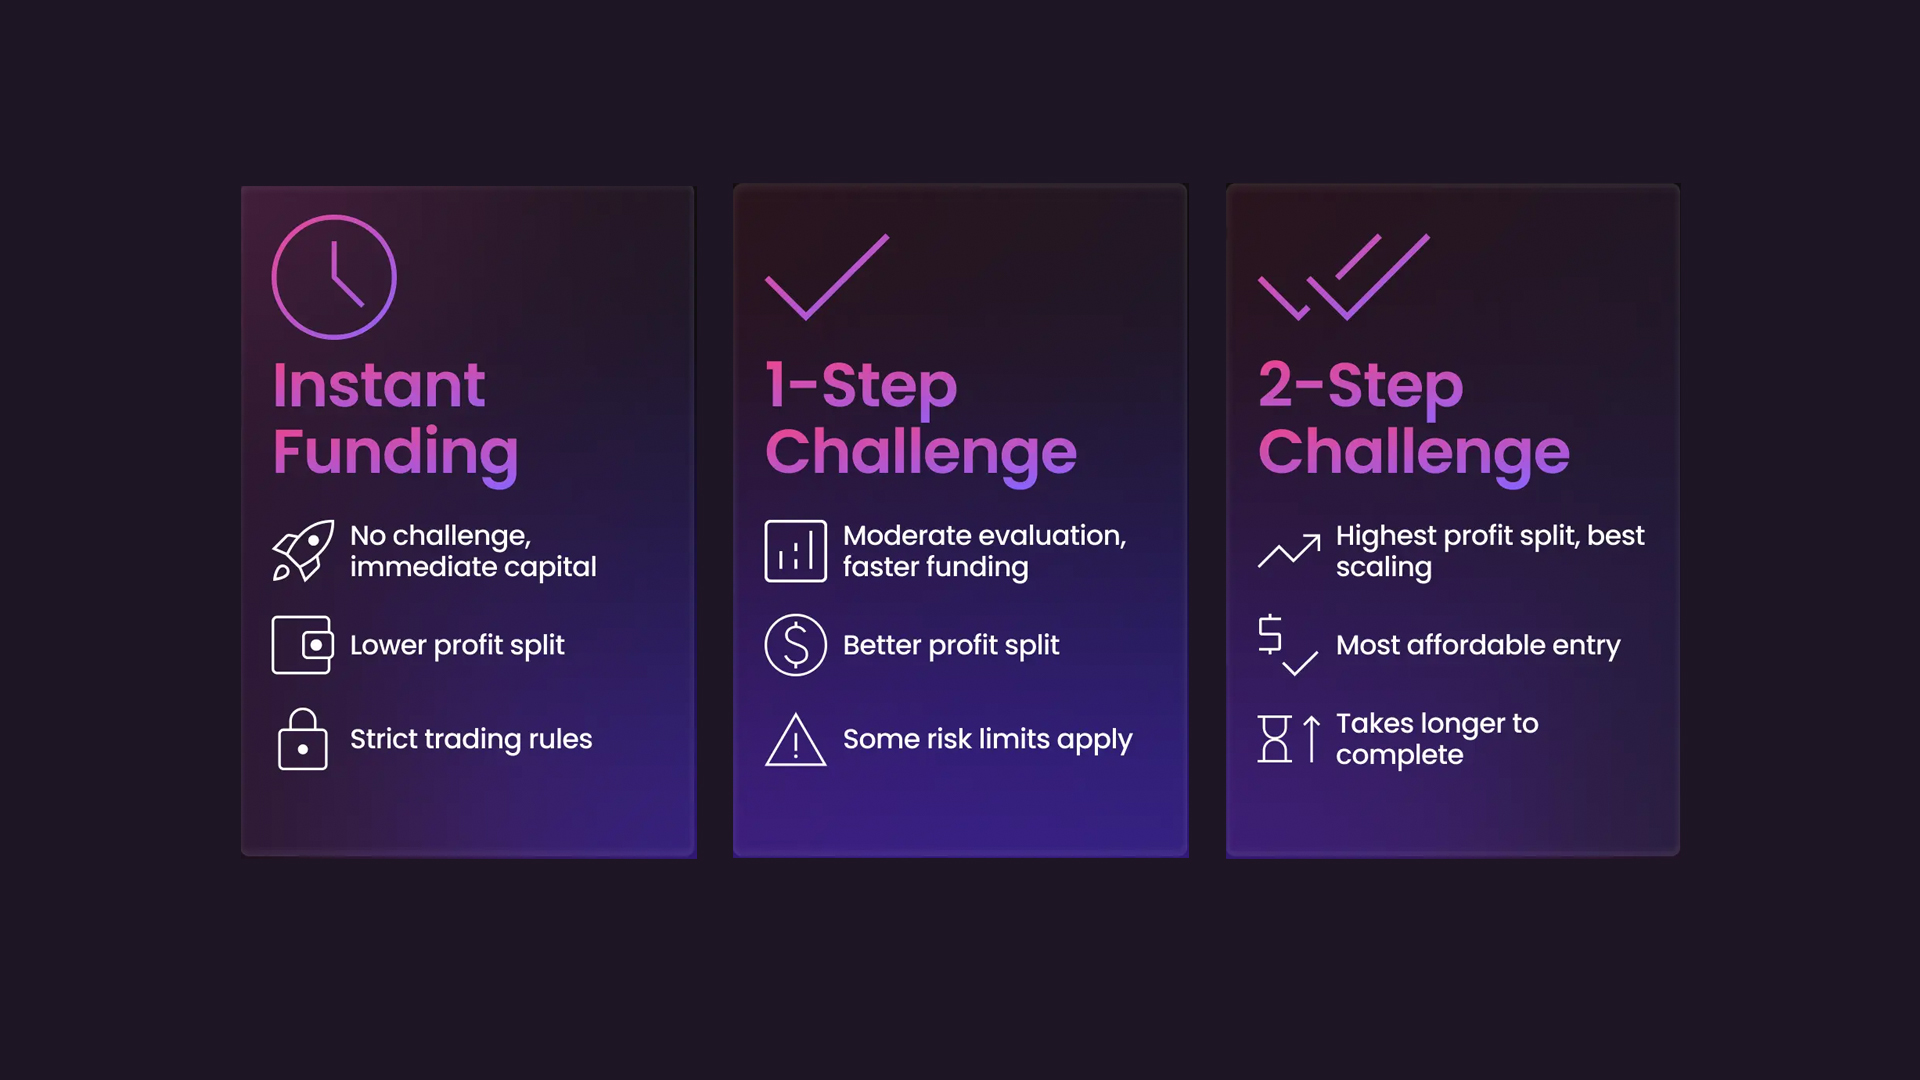 Instant
Funding
No challenge,
immediate capital
Lower profit split
Strict trading rules
1-Step
Challenge
Moderate evaluation,
faster funding
Better profit split
Some risk limits apply
2-Step
Challenge
Highest profit split, best
scaling
Most affordable entry
Takes longer to
complete